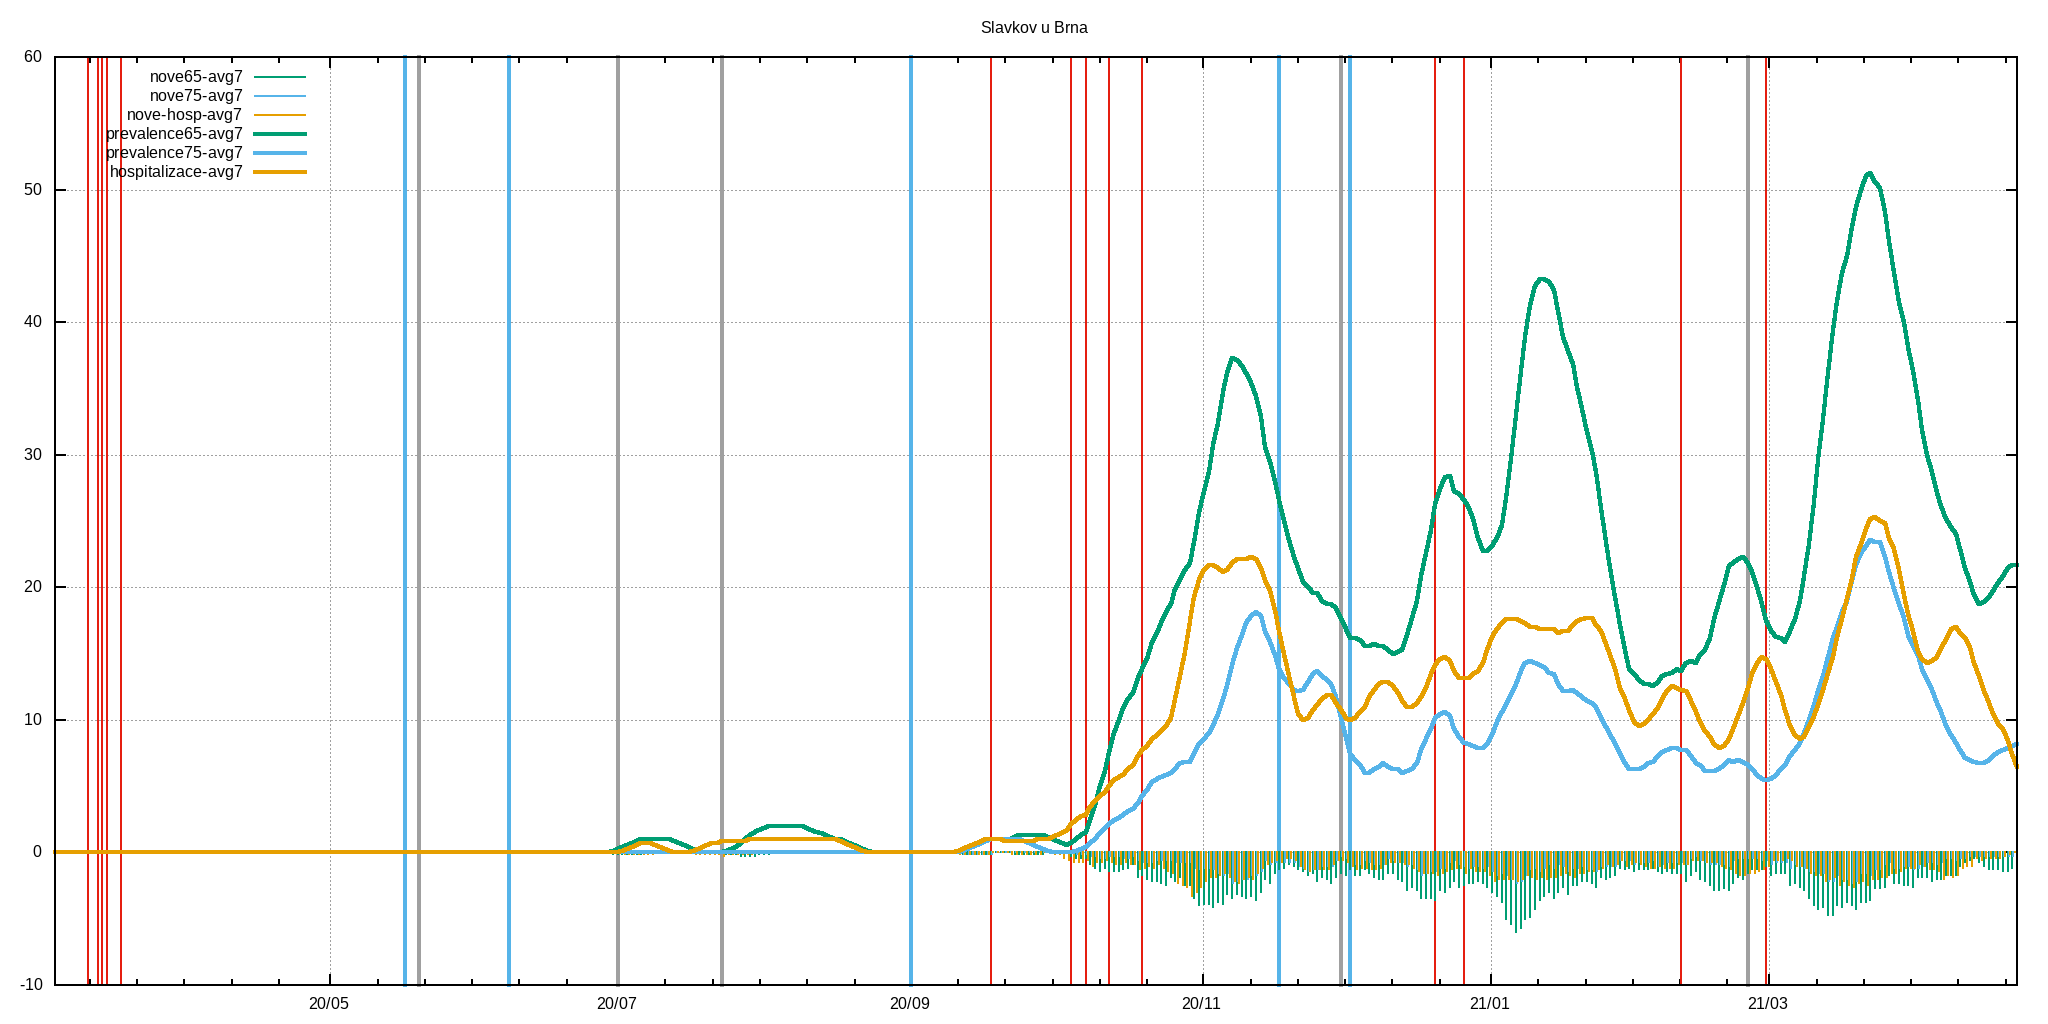 Slavkov u Brna
60
50
40
30
20
10
0
-10
nove65-avg7
nove75-avg7
nove-hosp-avg7
prevalence65-avg7
prevalence75-avg7
hospitalizace-avg7
20/05 20/07 20/09 20/11 21/01 21/03